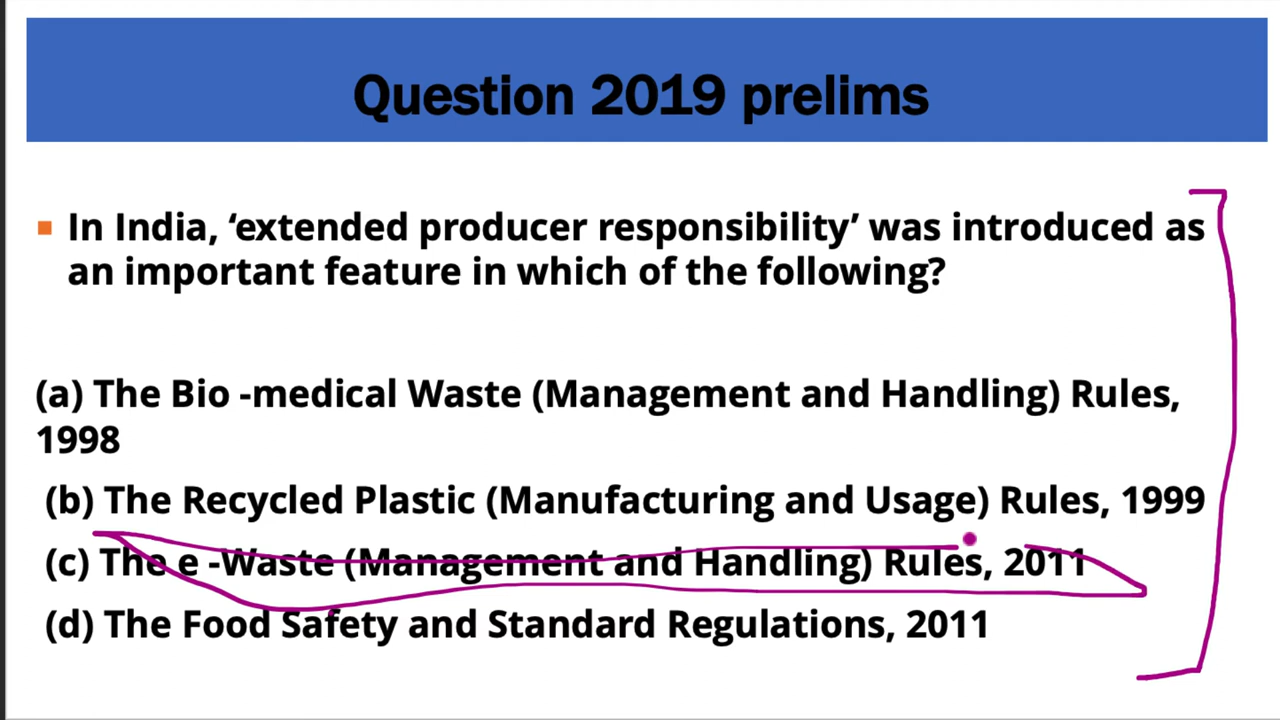 Question 2019 prelims
In India, ‘extended producer responsibility’ was introduced as
an important feature in which of the following?
(a) The Bio -medical Waste (Management and Handling) Rules,
1998
(b) The Recycled Plastic (Manufacturing and Usage) Rules, 1999
(c) The e -Waste (Management and Handling) Rules, 2011
(d) The Food Safety and Standard Regulations, 2011